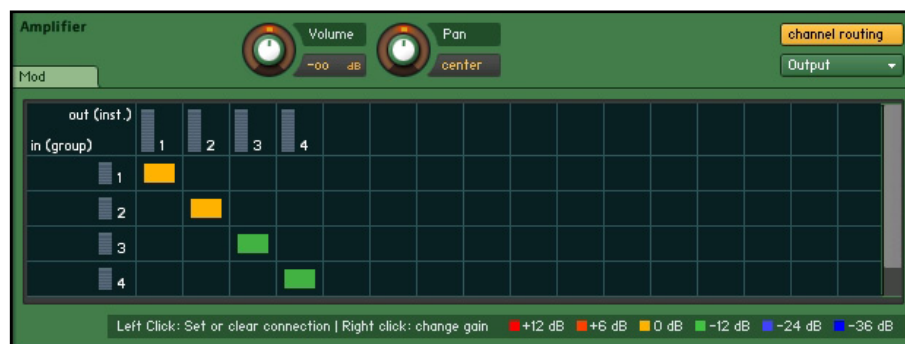 Amplifier
Volume
-oo dB
Pan
center
channel routing
Output
Mod
out (inst.)
in (group)
1 2 3 4
1
2
3
4
Left Click: Set or clear connection | Right click: change gain +12 dB +6 dB 0 dB -12 dB -24 dB -36 dB